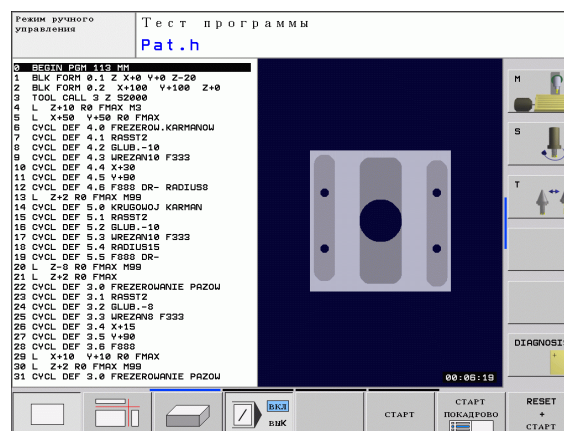 Режим ручного
управления
Тест программы
Pat.h
0 BEGIN PGM 113 MM
1 BLK FORM 0.1 Z X+0 Y+0 Z-20
2 BLK FORM 0.2 X+100 Y+100 Z+0
3 TOOL CALL 3 Z S2000
4 L Z+10 R0 FMAX M3
5 L X+50 Y+50 R0 FMAX
6 CYCL DEF 4.0 FREZEROW.KARMANOW
7 CYCL DEF 4.1 RASST2
8 CYCL DEF 4.2 GLUB.-10
9 CYCL DEF 4.3 WREZAN10 F333
10 CYCL DEF 4.4 X+30
11 CYCL DEF 4.5 Y+90
12 CYCL DEF 4.6 F888 DR- RADIUS8
13 L Z+2 R0 FMAX M99
14 CYCL DEF 5.0 KRUGOWOJ KARMAN
15 CYCL DEF 5.1 RASST2
16 CYCL DEF 5.2 GLUB.-10
17 CYCL DEF 5.3 WREZAN10 F333
18 CYCL DEF 5.4 RADIUS15
19 CYCL DEF 5.5 F888 DR-
20 L Z-8 R0 FMAX M99
21 L Z+2 R0 FMAX
22 CYCL DEF 3.0 FREZEROWANIE PAZOW
23 CYCL DEF 3.1 RASST2
24 CYCL DEF 3.2 GLUB.-8
25 CYCL DEF 3.3 WREZAN8 F333
26 CYCL DEF 3.4 X+15
27 CYCL DEF 3.5 Y+90
28 CYCL DEF 3.6 F888
29 L X+10 Y+10 R0 FMAX
30 L Z+2 R0 FMAX M99
31 CYCL DEF 3.0 FREZEROWANIE PAZOW
00:06:19
M
S
T
DIAGNOSI
ВКЛ
ВЫК
СТАРТ
СТАРТ
ПОКАДРОВО
RESET
+
СТАРТ